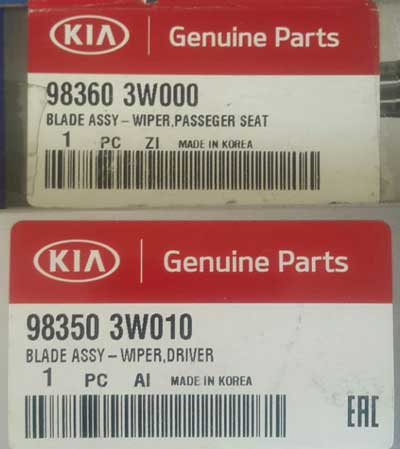 KIA Genuine Parts
98360 3W000
BLADE ASSY-WIPER,PASSEGER SEAT
1 PC ZI MADE IN KOREA
KIA Genuine Parts
98350 3W010
BLADE ASSY-WIPER,DRIVER
1 PC AI MADE IN KOREA
EAC